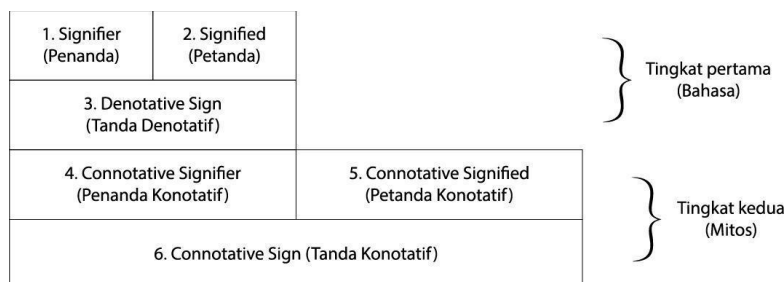 1. Signifier
(Penanda)
2. Signified
(Petanda)
Tingkat pertama
(Bahasa)
3. Denotative Sign
(Tanda Denotatif)
4. Connotative Signifier
(Penanda Konotatif)
5. Connotative Signified
(Petanda Konotatif)
Tingkat kedua
(Mitos)
6. Connotative Sign (Tanda Konotatif)